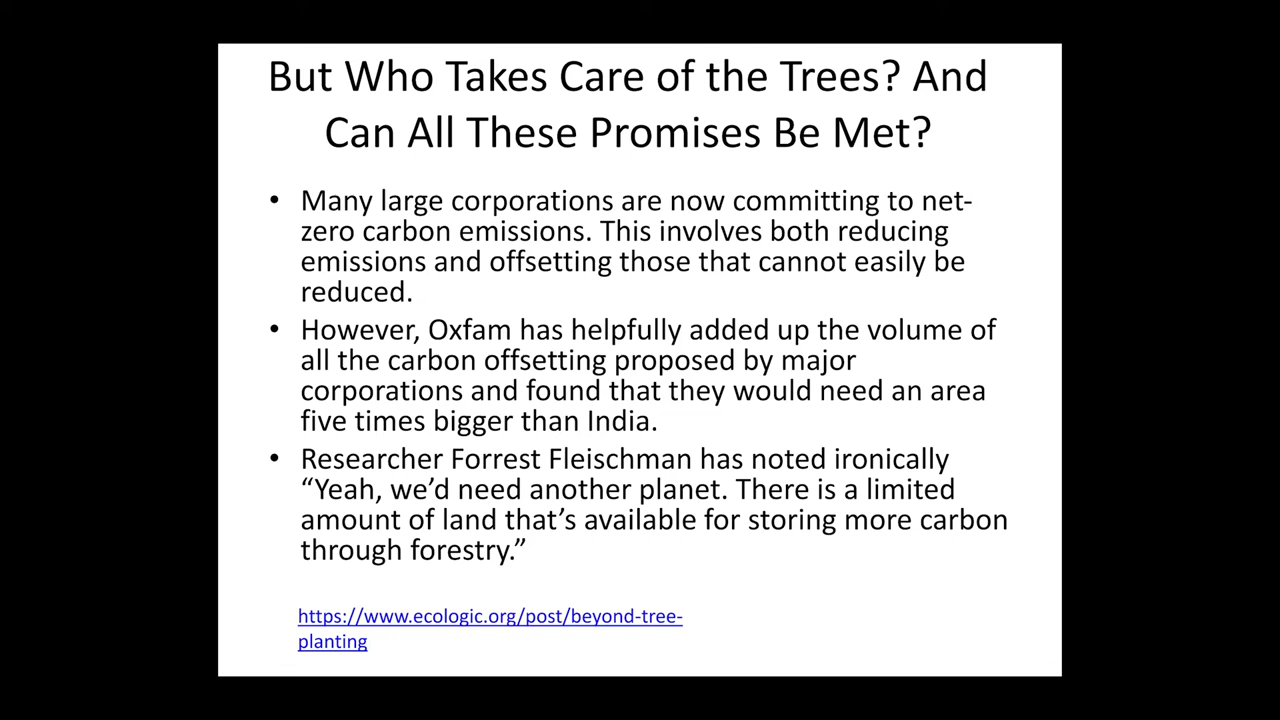 But Who Takes Care of the Trees? And
Can All These Promises Be Met?
• Many large corporations are now committing to net-
zero carbon emissions. This involves both reducing
emissions and offsetting those that cannot easily be
reduced.
• However, Oxfam has helpfully added up the volume of
all the carbon offsetting proposed by major
corporations and found that they would need an area
five times bigger than India.
• Researcher Forrest Fleischman has noted ironically
“Yeah, we’d need another planet. There is a limited
amount of land that’s available for storing more carbon
through forestry.”
https://www.ecologic.org/post/beyond-tree-
planting